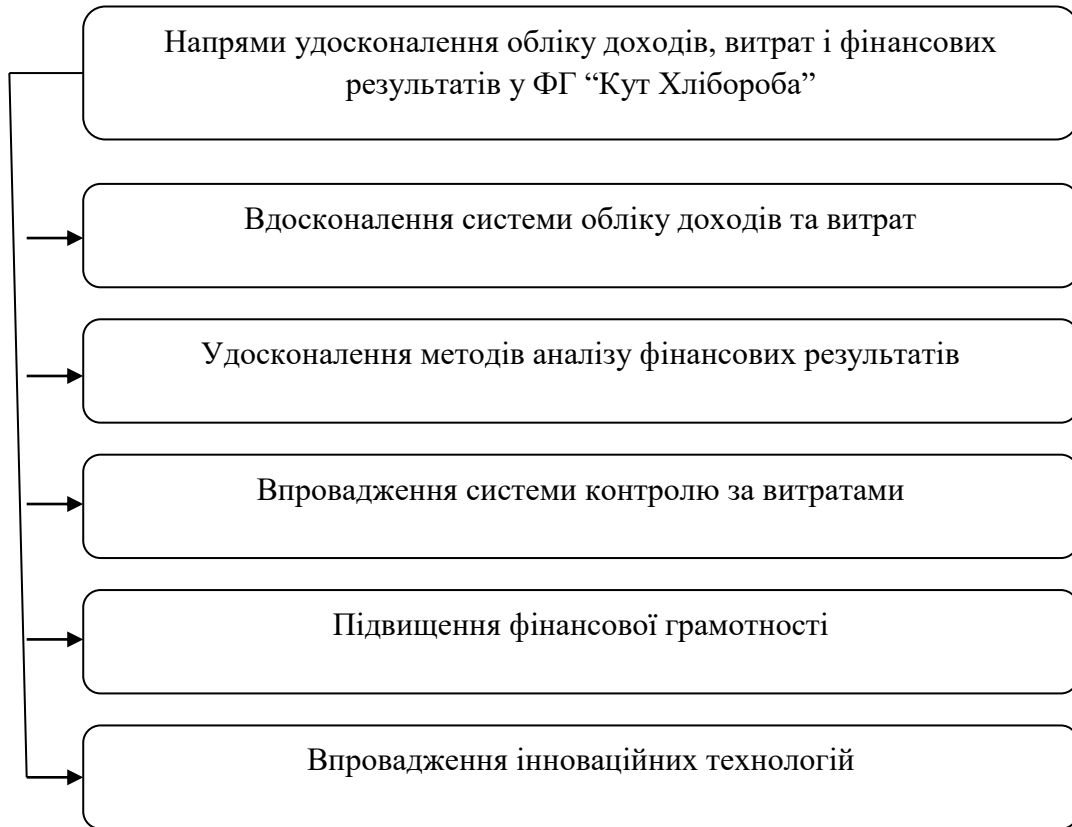 Напрями удосконалення обліку доходів, витрат і фінансових
результатів у ФГ “Кут Хлібороба”
Вдосконалення системи обліку доходів та витрат
Удосконалення методів аналізу фінансових результатів
Впровадження системи контролю за витратами
Підвищення фінансової грамотності
Впровадження інноваційних технологій